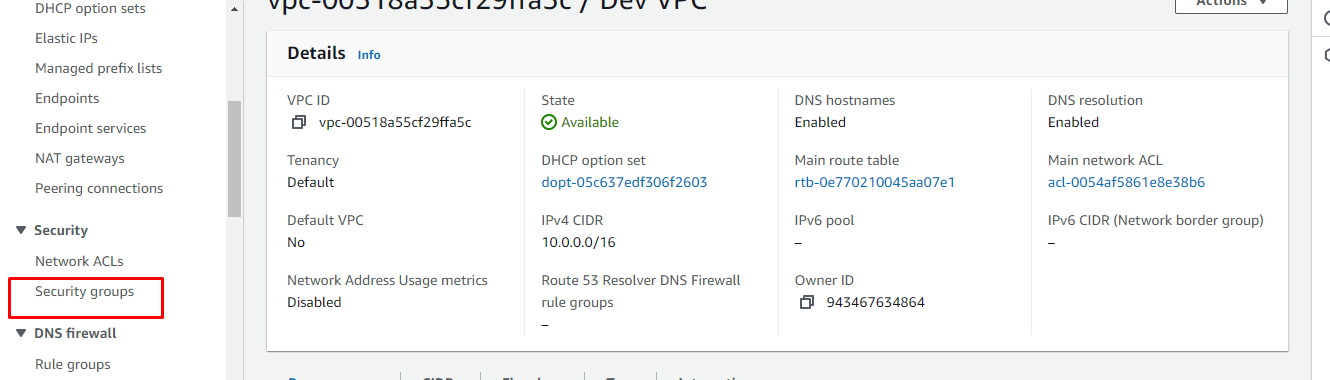 DHCP option sets
Elastic IPs
Managed prefix lists
Endpoints
Endpoint services
NAT gateways
Peering connections
Security
Network ACLs
Security groups
DNS firewall
Rule groups
vpc-00518a55cf29ffa5c / Dev VPC
Actions
Details Info
VPC ID
vpc-00518a55cf29ffa5c
State
Available
DNS hostnames
Enabled
DNS resolution
Enabled
Tenancy
Default
DHCP option set
dopt-05c637edf306f2603
Main route table
rtb-0e770210045aa07e1
Main network ACL
acl-0054af5861e8e38b6
Default VPC
No
IPv4 CIDR
10.0.0.0/16
IPv6 pool
–
IPv6 CIDR (Network border group)
–
Network Address Usage metrics
Disabled
Route 53 Resolver DNS Firewall
rule groups
–
Owner ID
943467634864